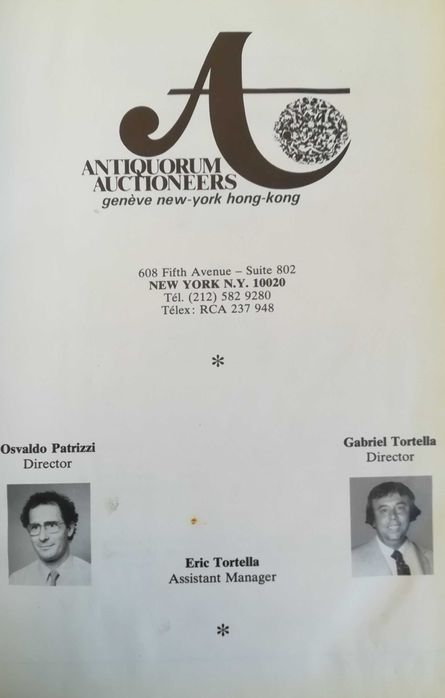 A
ANTIQUORUM
AUCTIONEERS
genève new-york hong-kong
608 Fifth Avenue – Suite 802
NEW YORK N.Y. 10020
Tél. (212) 582 9280
Télex: RCA 237 948
*
Osvaldo Patrizzi
Director
Gabriel Tortella
Director
Eric Tortella
Assistant Manager
*